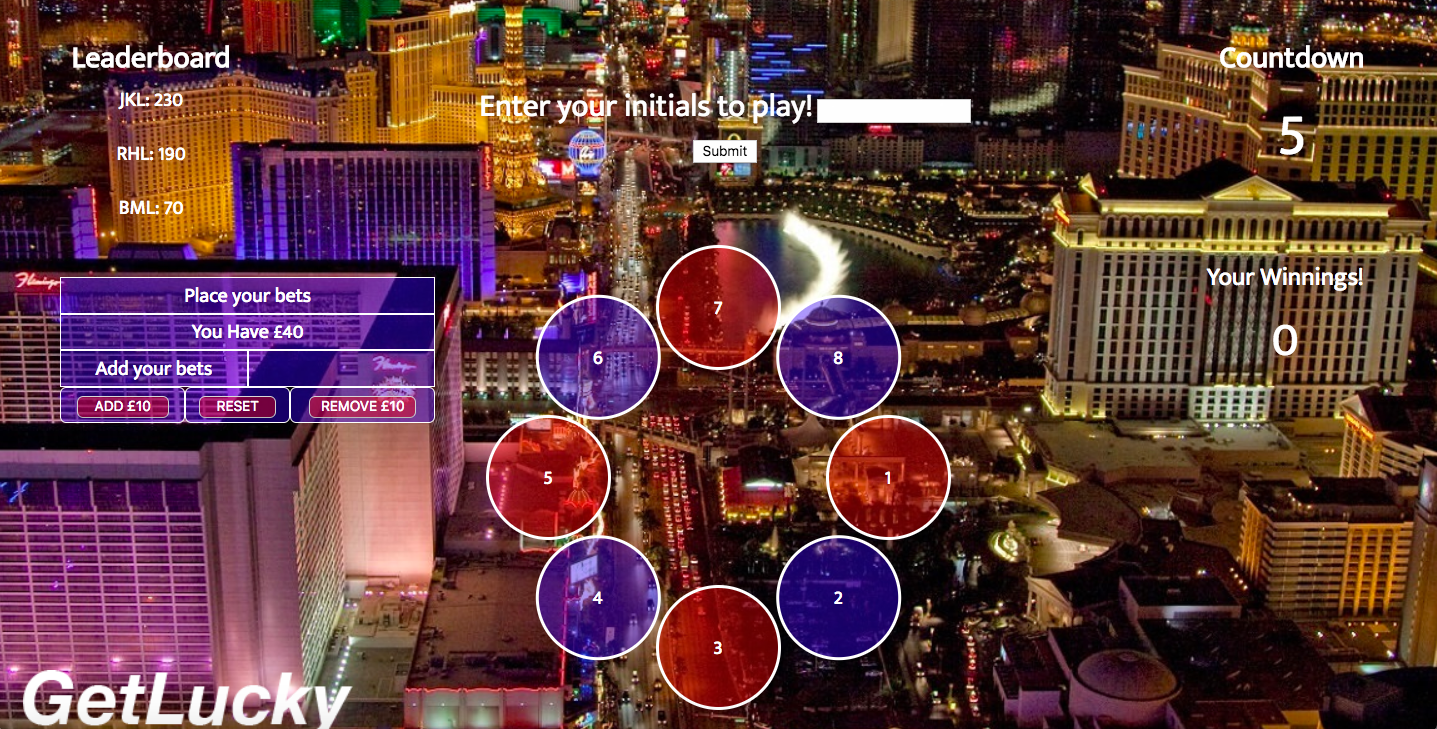 Leaderboard
JKL: 230
RHL: 190
BML: 70
Enter your initials to play!
Submit
Countdown
5
Your Winnings!
0
Flamingo
Place your bets
You Have £40
Add your bets
ADD £10 RESET REMOVE £10
Flamingo
7
6
8
5
1
4
2
3
GetLucky